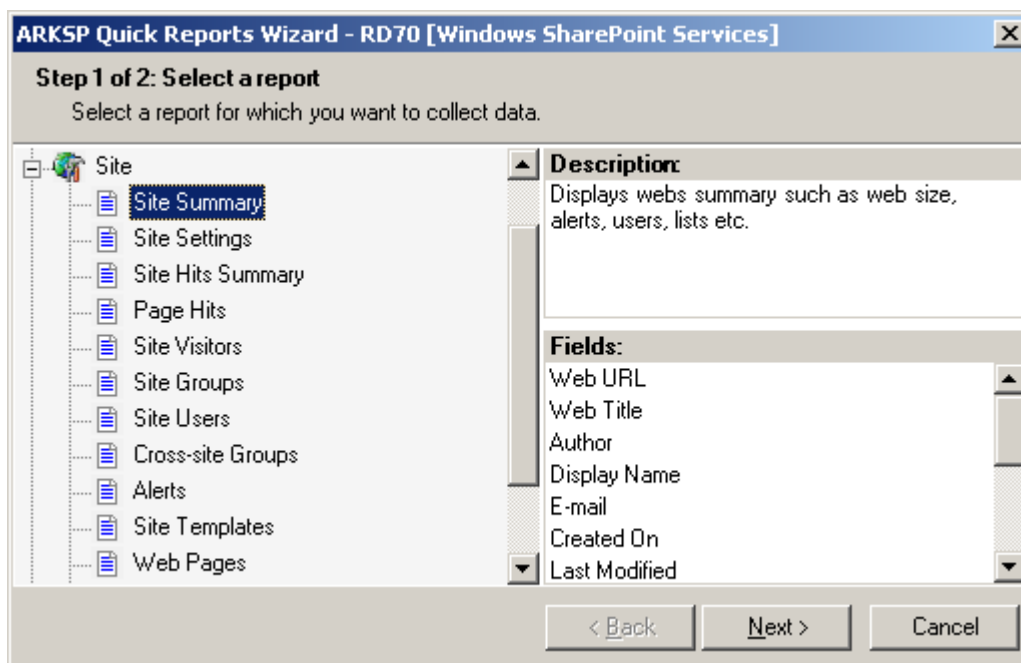 ARKSP Quick Reports Wizard - RD70 [Windows SharePoint Services]
Step 1 of 2: Select a report
Select a report for which you want to collect data.
Site
Site Summary
Site Settings
Site Hits Summary
Page Hits
Site Visitors
Site Groups
Site Users
Cross-site Groups
Alerts
Site Templates
Web Pages
Description:
Displays webs summary such as web size,
alerts, users, lists etc.
Fields:
Web URL
Web Title
Author
Display Name
E-mail
Created On
Last Modified
< Back
Next >
Cancel